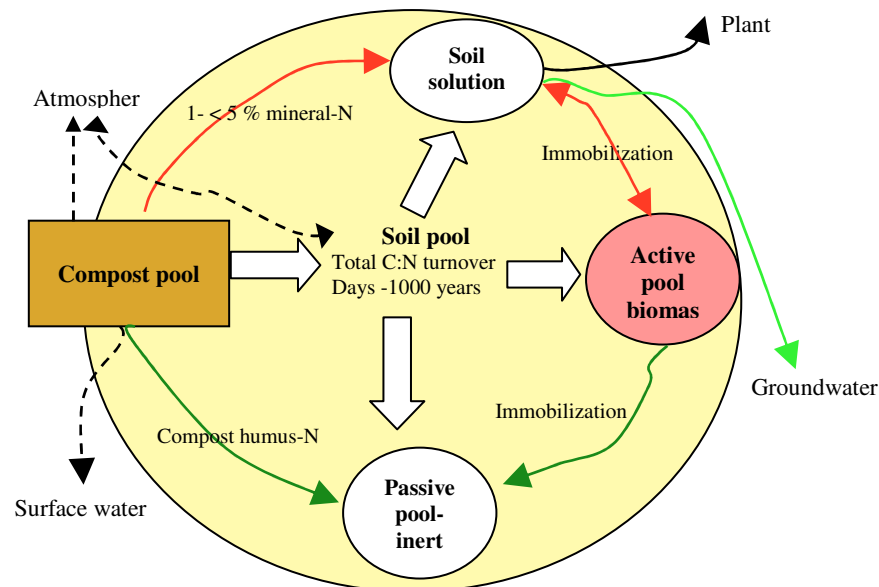 Plant
Soil
solution
Atmospher
1- < 5 % mineral-N
Immobilization
Soil pool
Total C:N turnover
Days -1000 years
Compost pool
Active
pool
biomas
Groundwater
Immobilization
Compost humus-N
Passive
pool-
inert
Surface water